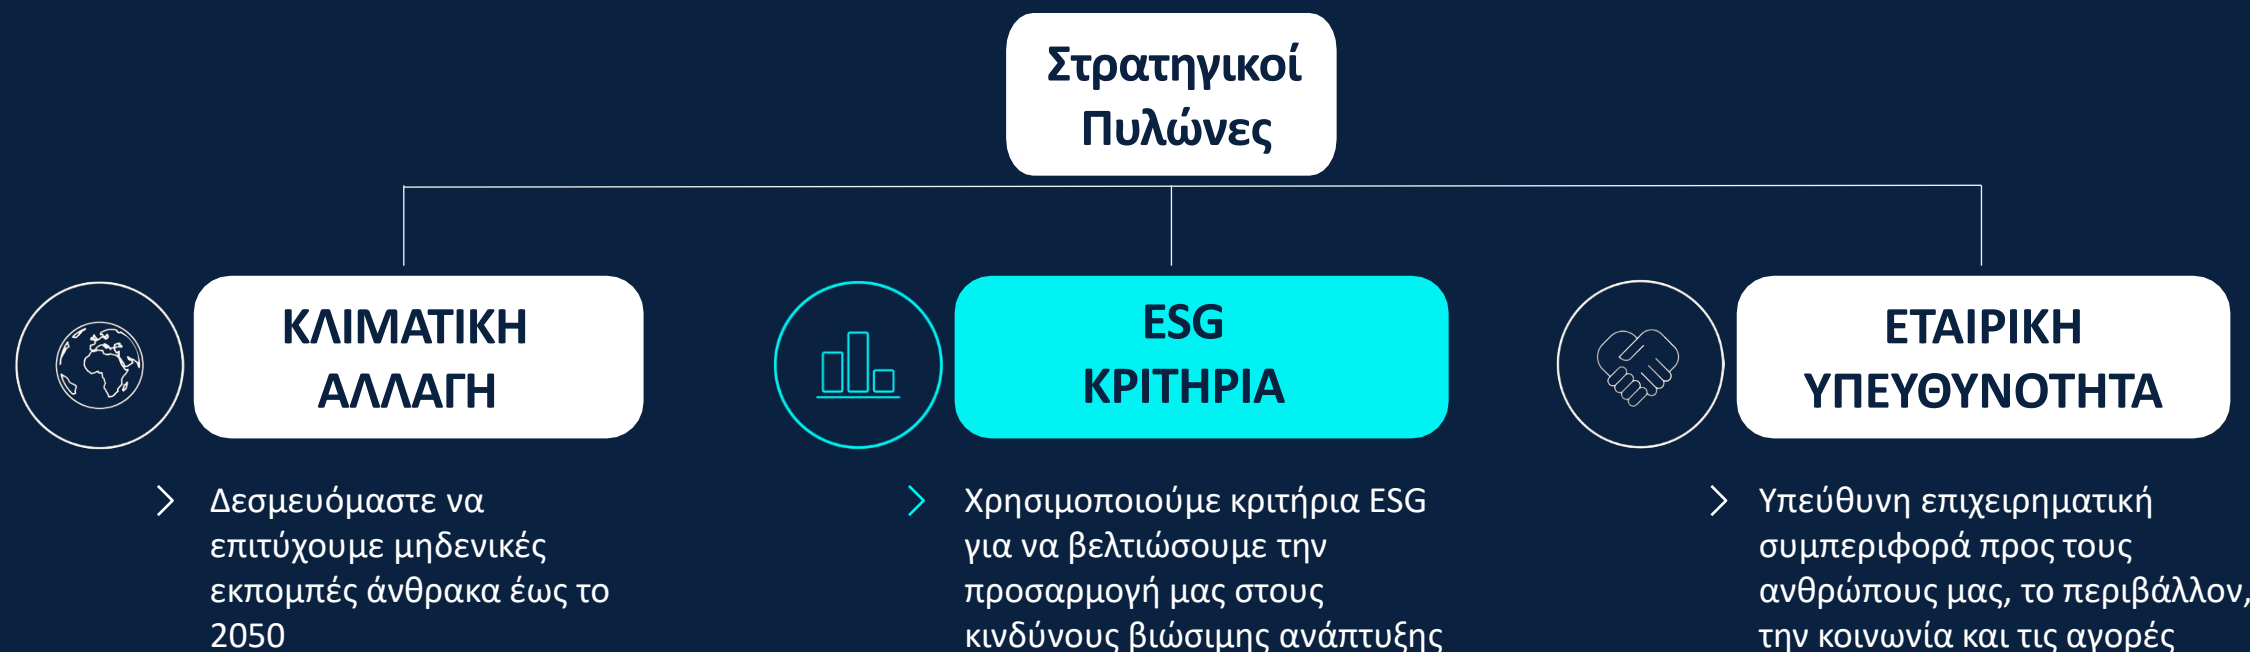 Στρατηγικοί
Πυλώνες
ΚΛΙΜΑΤΙΚΗ
ΑΛΛΑΓΗ
Δεσμευόμαστε να
επιτύχουμε μηδενικές
εκπομπές άνθρακα έως το
2050
ESG
ΚΡΙΤΗΡΙΑ
Χρησιμοποιούμε κριτήρια ESG
για να βελτιώσουμε την
προσαρμογή μας στους
κινδύνους βιώσιμης ανάπτυξης
ΕΤΑΙΡΙΚΗ
ΥΠΕΥΘΥΝΟΤΗΤΑ
Υπεύθυνη επιχειρηματική
συμπεριφορά προς τους
ανθρώπους μας, το περιβάλλον,
την κοινωνία και τις αγορές